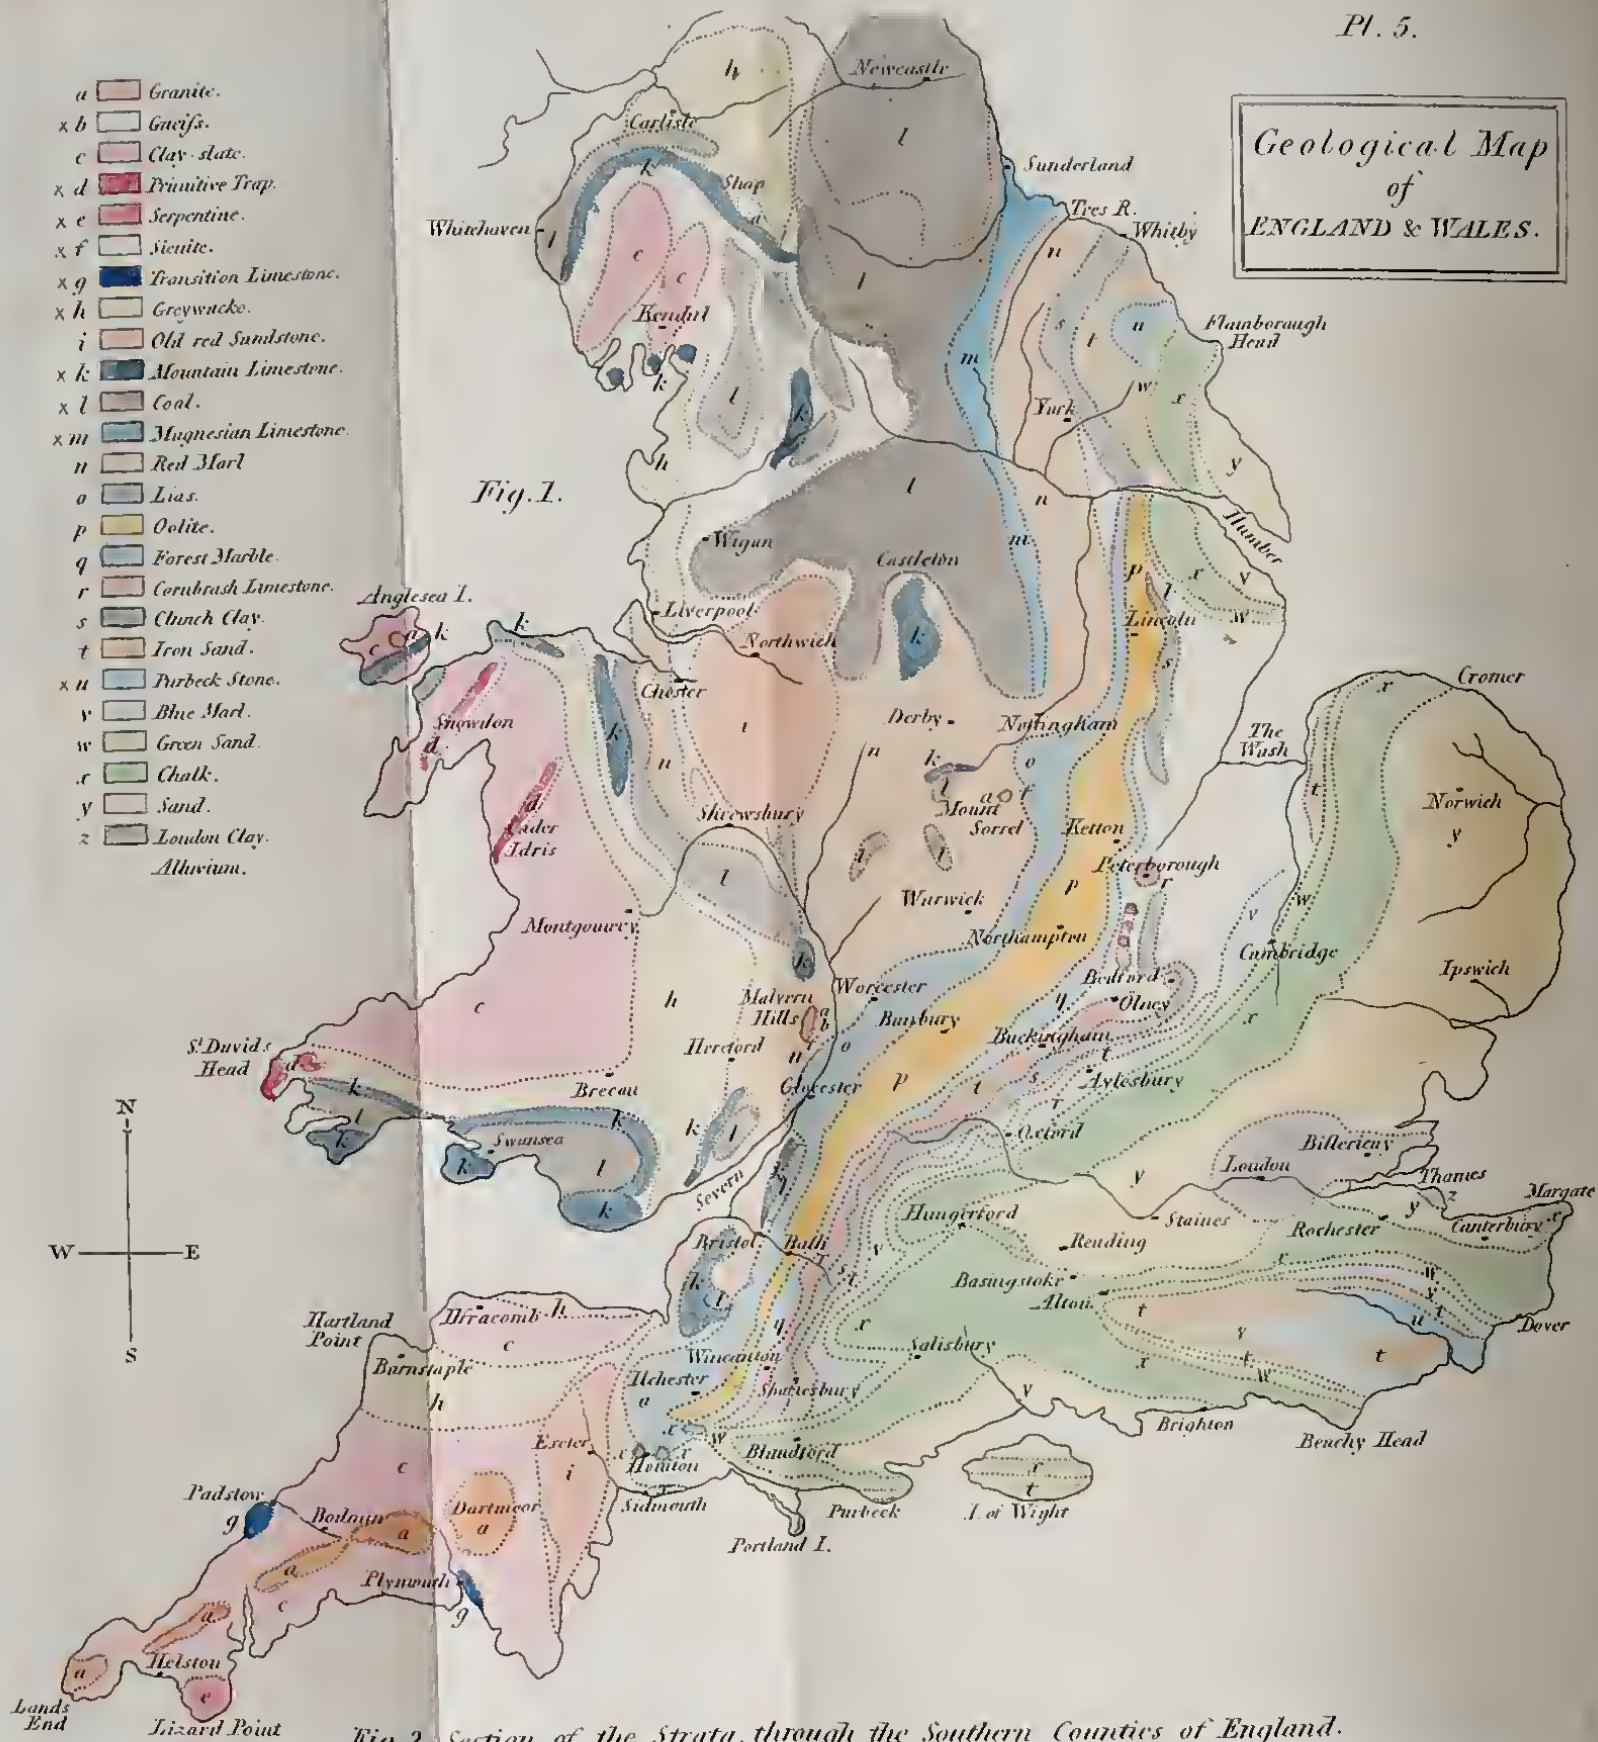 Pl. 5.
Geological Map
of
ENGLAND & WALES.
a Granite.
x b Gneiſs.
c Clay-slate.
x d Primitive Trap.
x e Serpentine.
x f Sienite.
x g Transition Limestone.
x h Greywacke.
i Old red Sandstone.
x k Mountain Limestone.
x l Coal.
x m Magnesian Limestone.
n Red Marl
o Lias.
p Oolite.
q Forest Marble.
r Cornbrash Limestone.
s Clunch Clay.
t Iron Sand.
x u Purbeck Stone.
v Blue Marl.
w Green Sand.
x Chalk.
y Sand.
z London Clay.
Alluvium.
Fig. 1.
h
Newcastle
Carlisle
l
k
Shap
a
Sunderland
Tees R.
Whitby
Whitehaven
l
c
c
l
n
Kendal
s
t
u
Flamborough
Head
k
l
k
m
York
w
x
h
y
l
n
Wigan
m
Humber
Castleton
p
l
x
v
w
Anglesea I.
a
c
k
k
Liverpool
Northwich
k
Lincoln
s
Chester
Cromer
x
Snowdon
d
k
n
i
Derby
Nottingham
The
Wash
n
k
l
o
a
f
Mount
Sorrel
t
Norwich
y
d
Cader
Idris
Shrewsbury
Ketton
l
l
l
Peterborough
r
p
Warwick
v
w
Montgomery
Northampton
Cambridge
k
Bedford
Ipswich
c
h
Malvern
Hills
a
b
Worcester
Banbury
q
Olney
x
St. Davids
Head
d
Hereford
n
o
Buckingham
t
k
Brecon
Glocester
p
t
s
Aylesbury
l
k
k
k
l
r
Oxford
Swansea
k
l
Billericay
N
k
Severn
y
London
Thames
z
Margate
Hungerford
Staines
y
Rochester
Canterbury
x
W E
Bristol
Bath
v
Reading
s t
k
l
Basingstoke
Alton
x
w
v
t
S
Hartland
Point
Ilfracomb
h
c
q
x
Salisbury
t
v
u
Dover
Barnstaple
Wincanton
x
t
w
t
Ilchester
Shaftesbury
h
v
Brighton
Beachy Head
Exeter
x
w
x
x
Honiton
Blandford
c
i
x
t
Padstow
g
Bodmin
a
Dartmoor
a
Sidmouth
Purbeck
I. of Wight
Portland I.
a
Plymouth
c
g
a
a
Helston
e
Lands
End
Lizard Point
Fig. 2. Section of the Strata, through the Southern Counties of England.